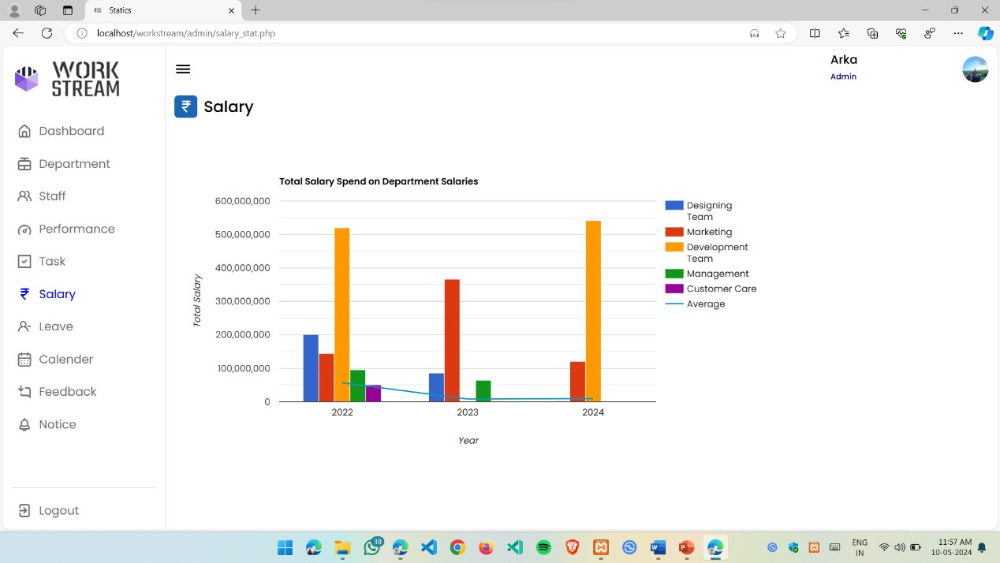 Statics
localhost/workstream/admin/salary_stat.php
WORK
STREAM
Arka
Admin
₹ Salary
Dashboard
Department
Staff
Performance
Task
₹ Salary
Leave
Calender
Feedback
Notice
Logout
Total Salary Spend on Department Salaries
600,000,000
500,000,000
400,000,000
300,000,000
200,000,000
100,000,000
0
Total Salary
2022 2023 2024
Year
Designing
Team
Marketing
Development
Team
Management
Customer Care
Average
39
W
P
ENG
IN
11:57 AM
10-05-2024